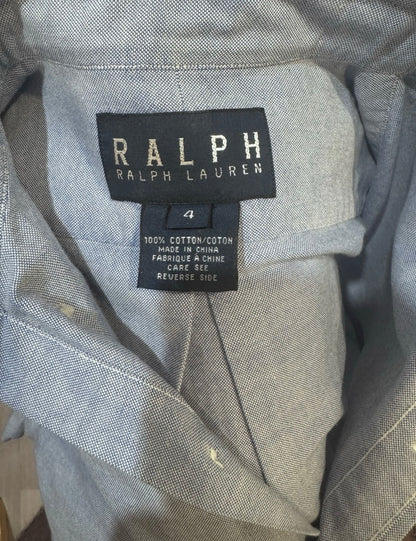 RALPH
RALPH LAUREN
4
100% COTTON/COTON
MADE IN CHINA
FABRIQUÉ À CHINE
CARE SEE
REVERSE SIDE